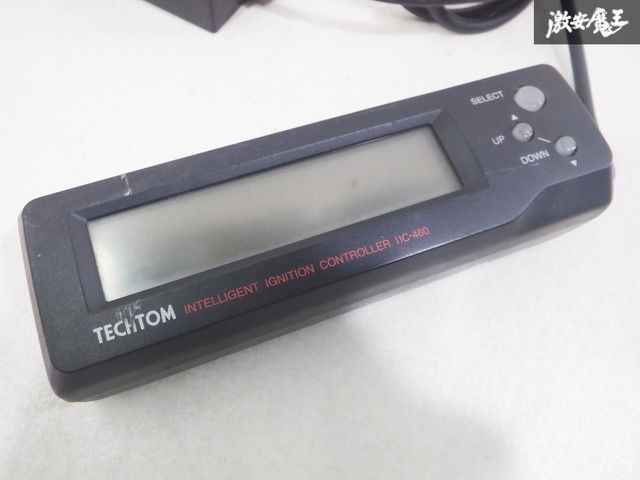 激安魔王
SELECT
▲
UP
DOWN
▼
INTELLIGENT IGNITION CONTROLLER IIC-460
TECHTOM